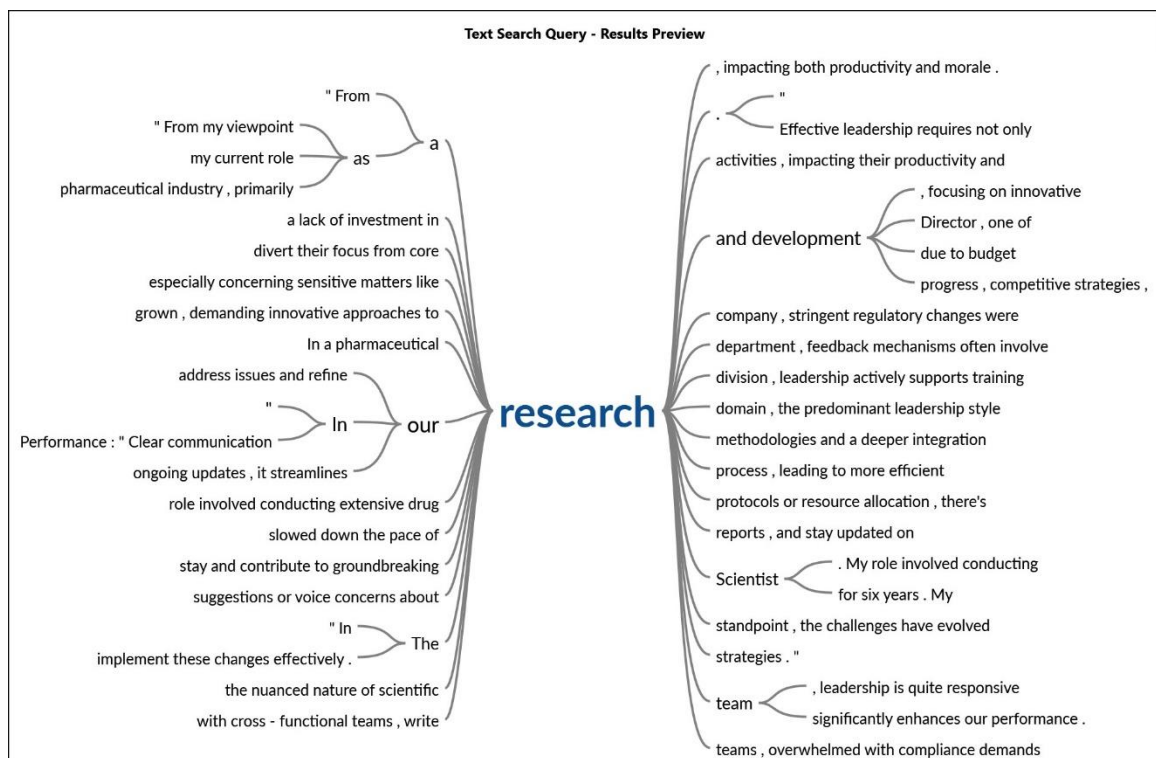 Text Search Query - Results Preview
" From
a
" From my viewpoint
my current role
pharmaceutical industry , primarily
as
a lack of investment in
divert their focus from core
especially concerning sensitive matters like
grown , demanding innovative approaches to
In a pharmaceutical
address issues and refine
"
Performance : " Clear communication
In
our
ongoing updates , it streamlines
role involved conducting extensive drug
slowed down the pace of
stay and contribute to groundbreaking
suggestions or voice concerns about
" In
The
implement these changes effectively .
the nuanced nature of scientific
with cross - functional teams , write
research
, impacting both productivity and morale .
.
"
Effective leadership requires not only
activities , impacting their productivity and
and development
, focusing on innovative
Director , one of
due to budget
progress , competitive strategies ,
company , stringent regulatory changes were
department , feedback mechanisms often involve
division , leadership actively supports training
domain , the predominant leadership style
methodologies and a deeper integration
process , leading to more efficient
protocols or resource allocation , there's
reports , and stay updated on
Scientist
. My role involved conducting
for six years . My
standpoint , the challenges have evolved
strategies . "
team
, leadership is quite responsive
significantly enhances our performance .
teams , overwhelmed with compliance demands